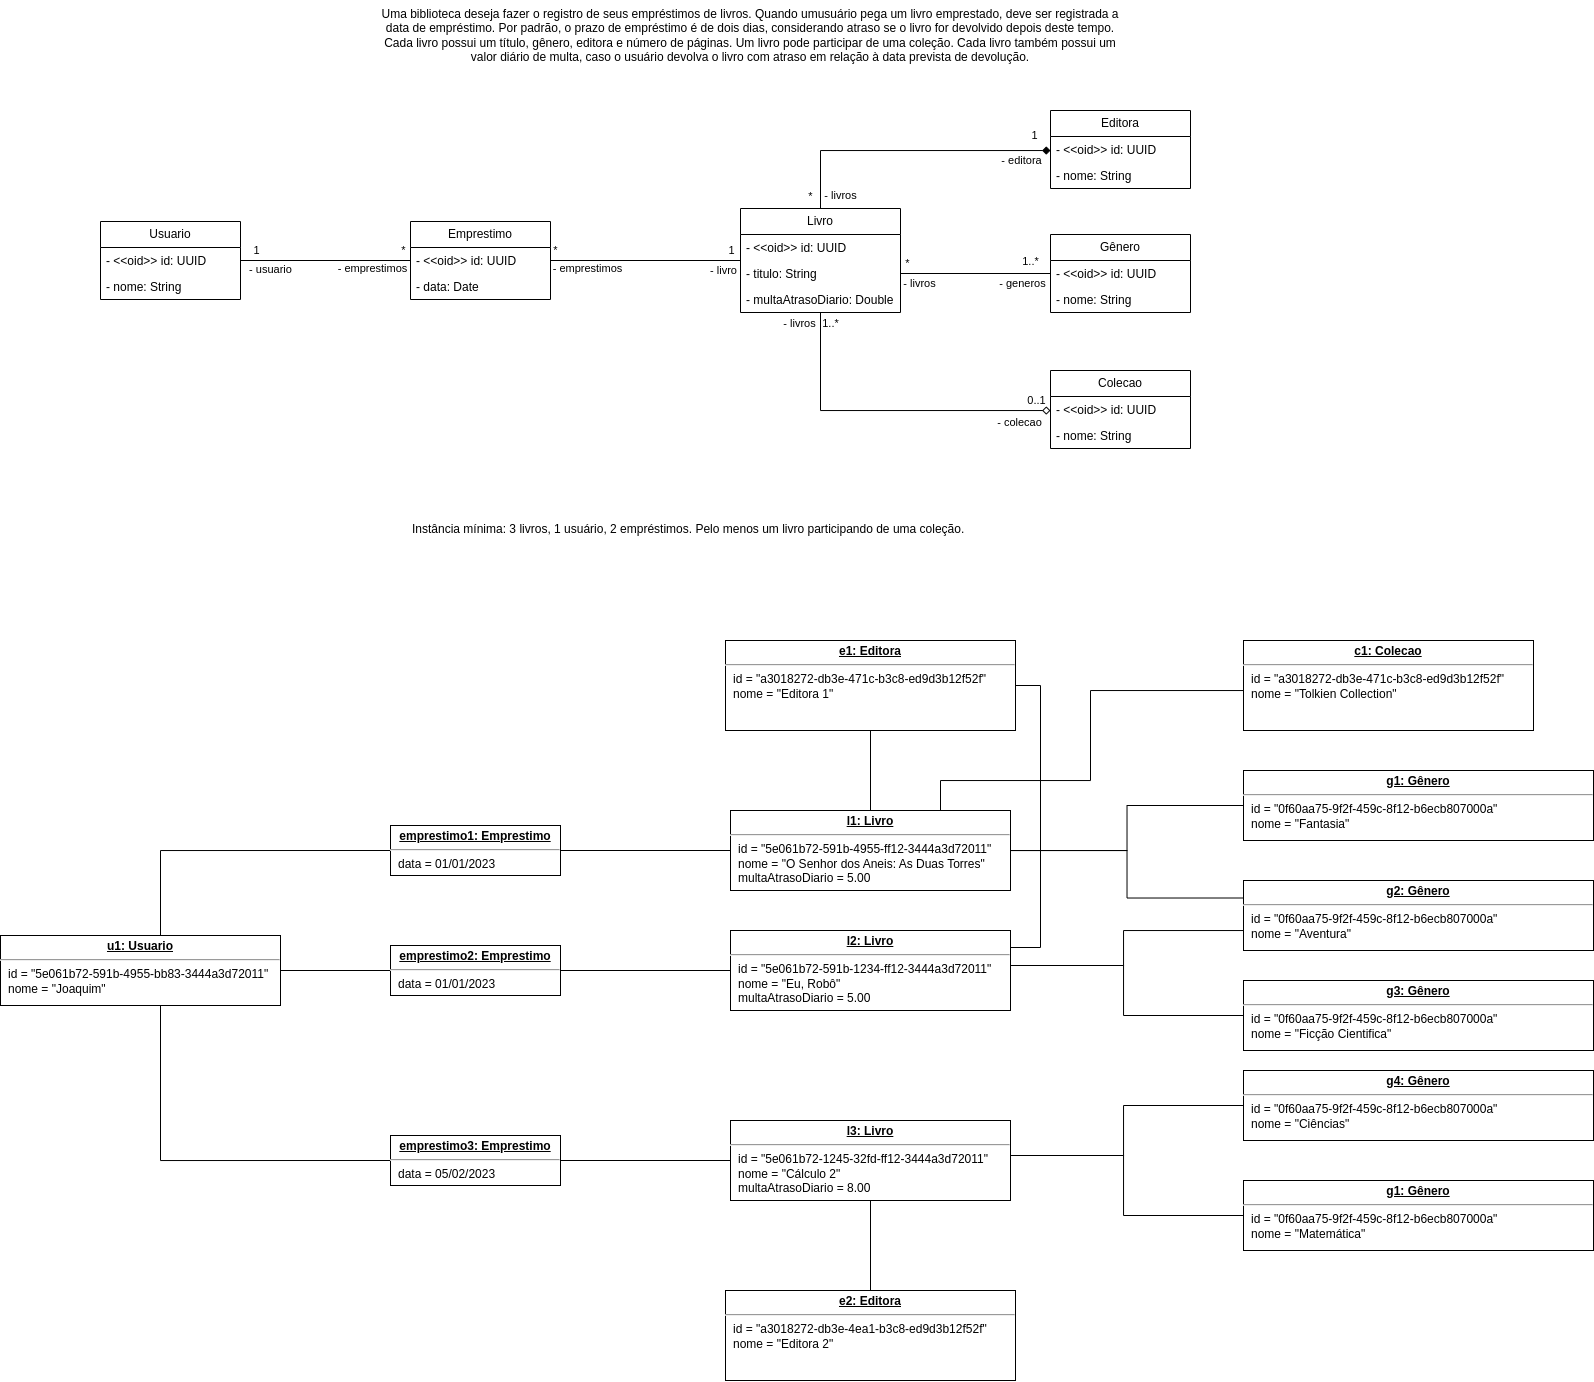 Uma biblioteca deseja fazer o registro de seus empréstimos de livros. Quando umusuário pega um livro emprestado, deve ser registrada a
data de empréstimo. Por padrão, o prazo de empréstimo é de dois dias, considerando atraso se o livro for devolvido depois deste tempo.
Cada livro possui um título, gênero, editora e número de páginas. Um livro pode participar de uma coleção. Cada livro também possui um
valor diário de multa, caso o usuário devolva o livro com atraso em relação à data prevista de devolução.
Editora
- <<oid>> id: UUID
- nome: String
1
- editora
* - livros
Usuario
- <<oid>> id: UUID
- nome: String
1
- usuario
*
- emprestimos
Emprestimo
- <<oid>> id: UUID
- data: Date
*
- emprestimos
1
- livro
Livro
- <<oid>> id: UUID
- titulo: String
- multaAtrasoDiario: Double
*
- livros
1..*
- generos
Gênero
- <<oid>> id: UUID
- nome: String
- livros 1..*
0..1
- colecao
Colecao
- <<oid>> id: UUID
- nome: String
Instância mínima: 3 livros, 1 usuário, 2 empréstimos. Pelo menos um livro participando de uma coleção.
e1: Editora
id = "a3018272-db3e-471c-b3c8-ed9d3b12f52f"
nome = "Editora 1"
c1: Colecao
id = "a3018272-db3e-471c-b3c8-ed9d3b12f52f"
nome = "Tolkien Collection"
g1: Gênero
id = "0f60aa75-9f2f-459c-8f12-b6ecb807000a"
nome = "Fantasia"
emprestimo1: Emprestimo
data = 01/01/2023
l1: Livro
id = "5e061b72-591b-4955-ff12-3444a3d72011"
nome = "O Senhor dos Aneis: As Duas Torres"
multaAtrasoDiario = 5.00
g2: Gênero
id = "0f60aa75-9f2f-459c-8f12-b6ecb807000a"
nome = "Aventura"
u1: Usuario
id = "5e061b72-591b-4955-bb83-3444a3d72011"
nome = "Joaquim"
emprestimo2: Emprestimo
data = 01/01/2023
l2: Livro
id = "5e061b72-591b-1234-ff12-3444a3d72011"
nome = "Eu, Robô"
multaAtrasoDiario = 5.00
g3: Gênero
id = "0f60aa75-9f2f-459c-8f12-b6ecb807000a"
nome = "Ficção Cientifica"
g4: Gênero
id = "0f60aa75-9f2f-459c-8f12-b6ecb807000a"
nome = "Ciências"
emprestimo3: Emprestimo
data = 05/02/2023
l3: Livro
id = "5e061b72-1245-32fd-ff12-3444a3d72011"
nome = "Cálculo 2"
multaAtrasoDiario = 8.00
g1: Gênero
id = "0f60aa75-9f2f-459c-8f12-b6ecb807000a"
nome = "Matemática"
e2: Editora
id = "a3018272-db3e-4ea1-b3c8-ed9d3b12f52f"
nome = "Editora 2"